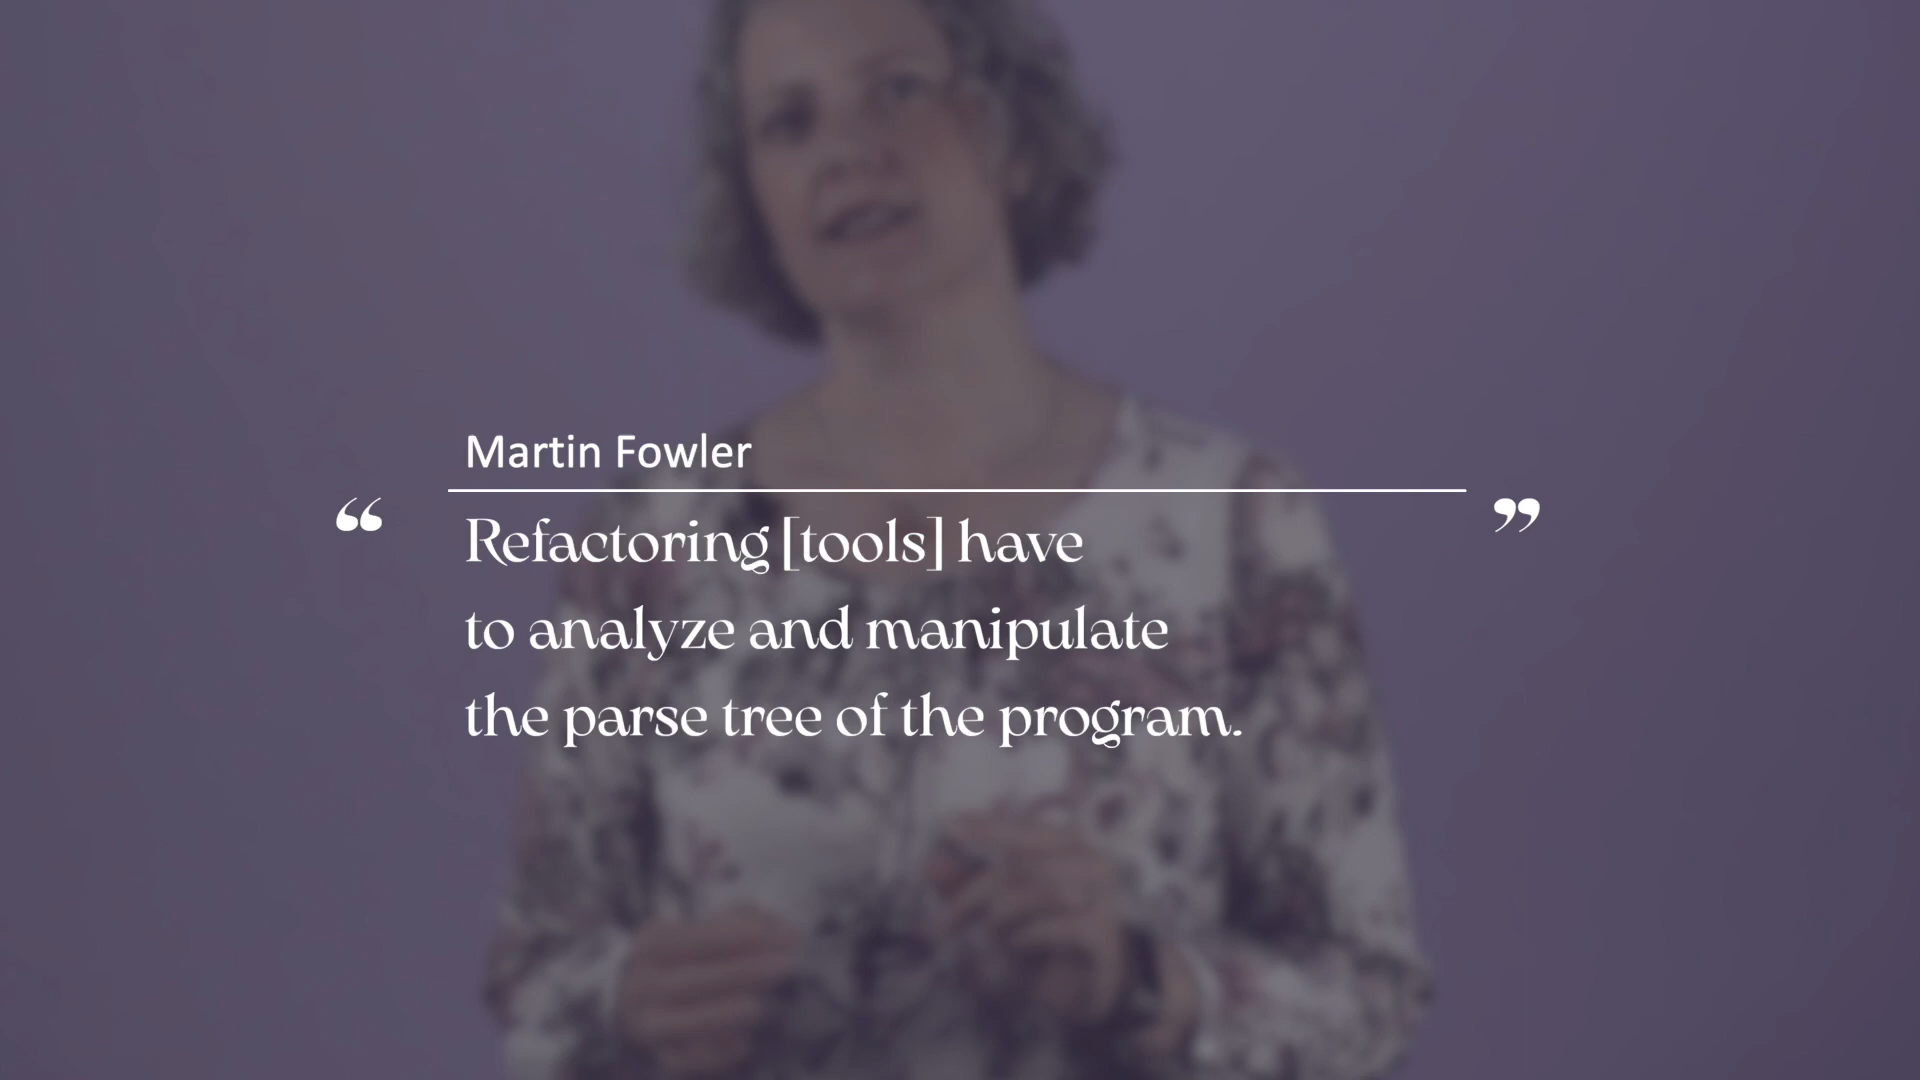 Martin Fowler
“Refactoring [tools] have
to analyze and manipulate
the parse tree of the program.”